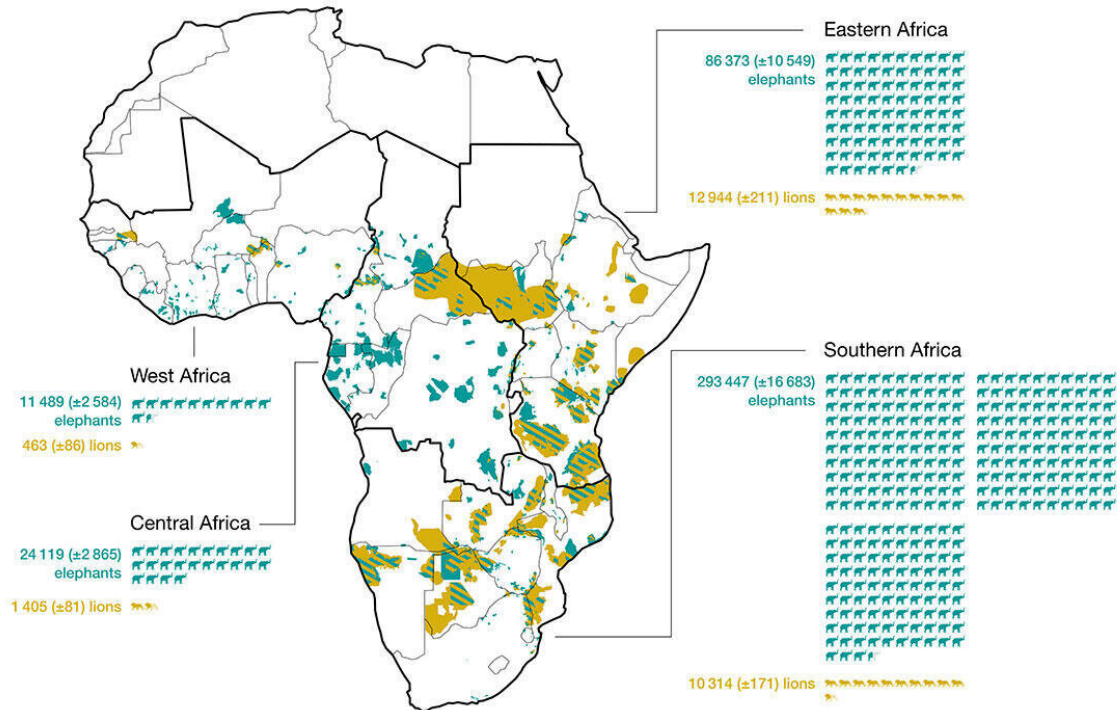 Eastern Africa
86 373 (±10 549)
elephants
12 944 (±211) lions
West Africa
11 489 (±2 584)
elephants
463 (±86) lions
Southern Africa
293 447 (±16 683)
elephants
10 314 (±171) lions
Central Africa
24 119 (±2 865)
elephants
1 405 (±81) lions